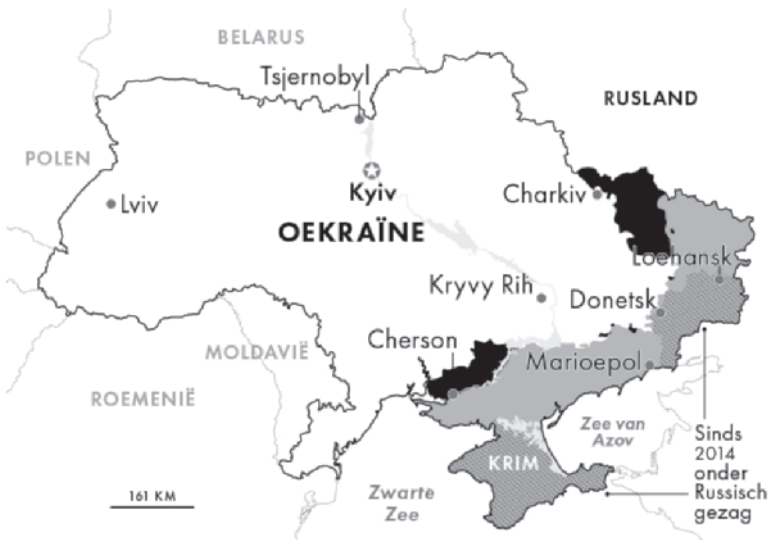 BELARUS
Tsjernobyl
RUSLAND
POLEN
Kyiv
Charkiv
Lviv
OEKRAÏNE
Loehansk
Kryvy Rih
Donetsk
Cherson
MOLDAVIË
Marioepol
ROEMENIË
Zee van
Azov
Sinds
2014
onder
Russisch
gezag
KRIM
161 KM
Zwarte
Zee